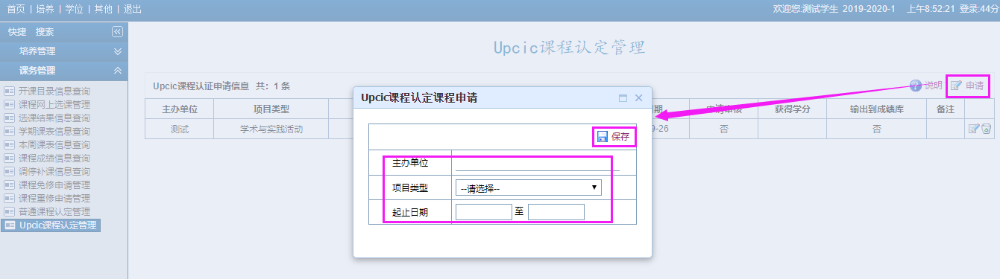 首页 | 培养 | 学位 | 其他 | 退出
欢迎您:测试学生 2019-2020-1 上午8:52:21 登录:44分
快捷 搜索
培养管理
课务管理
开课目录信息查询
课程网上选课管理
选课结果信息查询
学期课表信息查询
本周课表信息查询
课程成绩信息查询
调停补课信息查询
课程免修申请管理
课程重修申请管理
普通课程认定管理
Upcic课程认定管理
Upcic课程认定管理
Upcic课程认证申请信息 共：1 条
说明 申请
主办单位 项目类型 期 申请审核 获得学分 输出到成绩库 备注
测试 学术与实践活动 9-26 否 否
Upcic课程认定课程申请
保存
主办单位
项目类型 --请选择--
起止日期 至